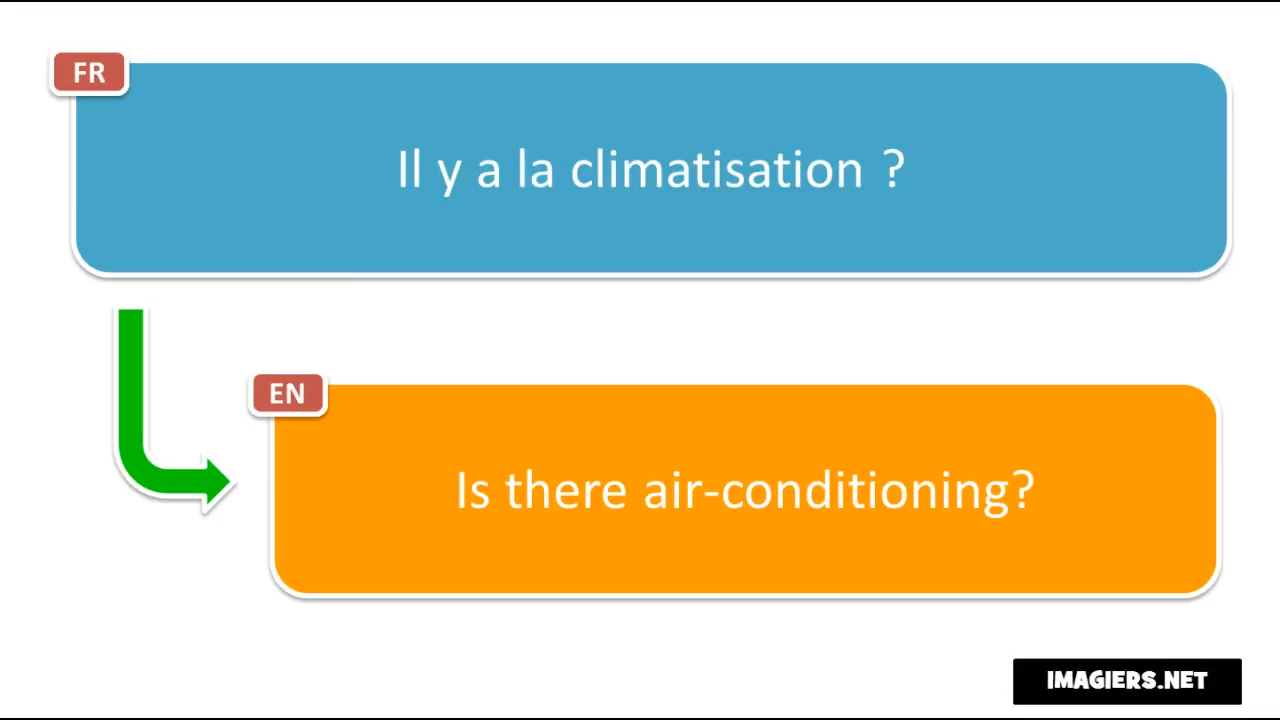 FR
Il y a la climatisation ?
EN
Is there air-conditioning?
IMAGIERS.NET